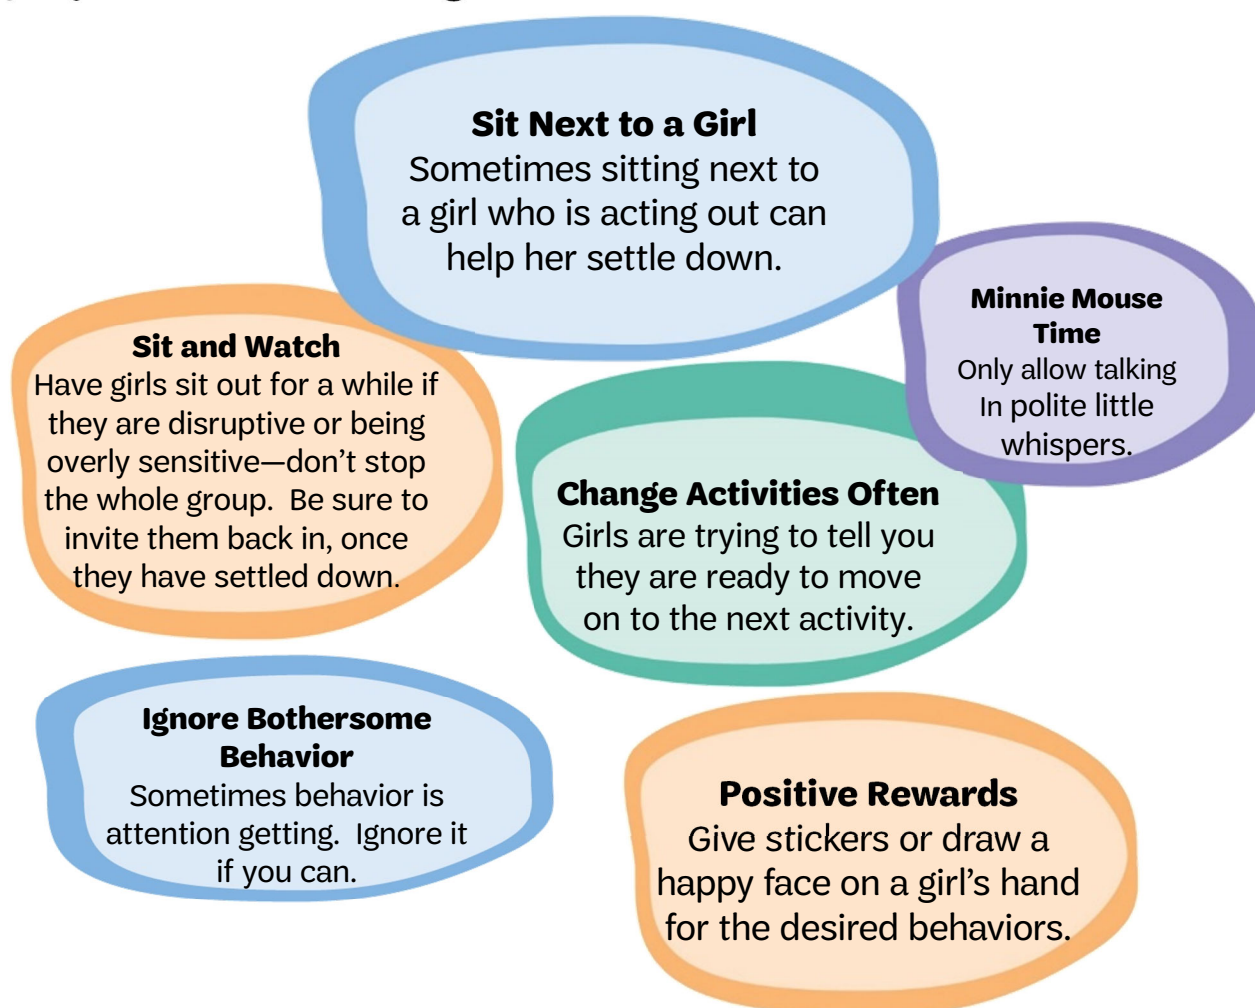 Sit Next to a Girl
Sometimes sitting next to
a girl who is acting out can
help her settle down.
Minnie Mouse
Time
Only allow talking
In polite little
whispers.
Sit and Watch
Have girls sit out for a while if
they are disruptive or being
overly sensitive—don't stop
the whole group.  Be sure to
invite them back in, once
they have settled down.
Change Activities Often
Girls are trying to tell you
they are ready to move
on to the next activity.
Ignore Bothersome
Behavior
Sometimes behavior is
attention getting.  Ignore it
if you can.
Positive Rewards
Give stickers or draw a
happy face on a girl's hand
for the desired behaviors.